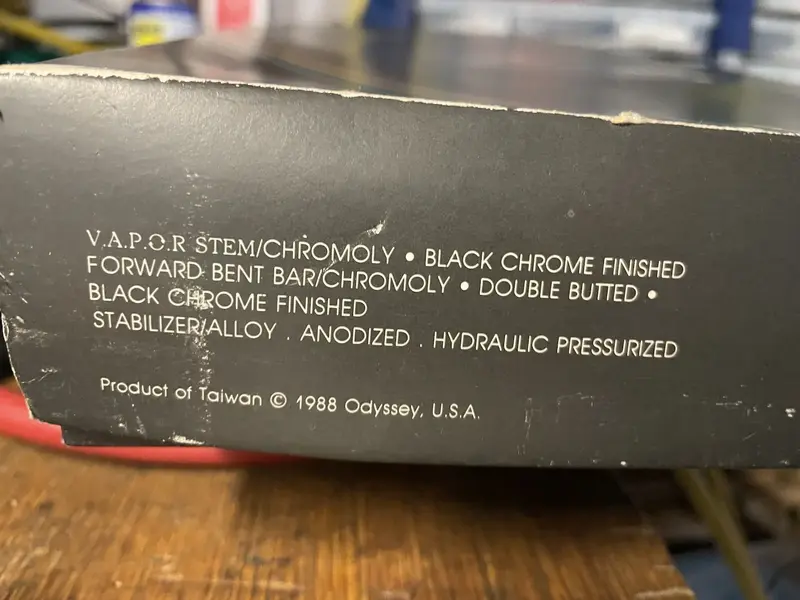 V.A.P.O.R STEM/CHROMOLY • BLACK CHROME FINISHED
FORWARD BENT BAR/CHROMOLY • DOUBLE BUTTED •
BLACK CHROME FINISHED
STABILIZER/ALLOY . ANODIZED . HYDRAULIC PRESSURIZED
Product of Taiwan © 1988 Odyssey, U.S.A.